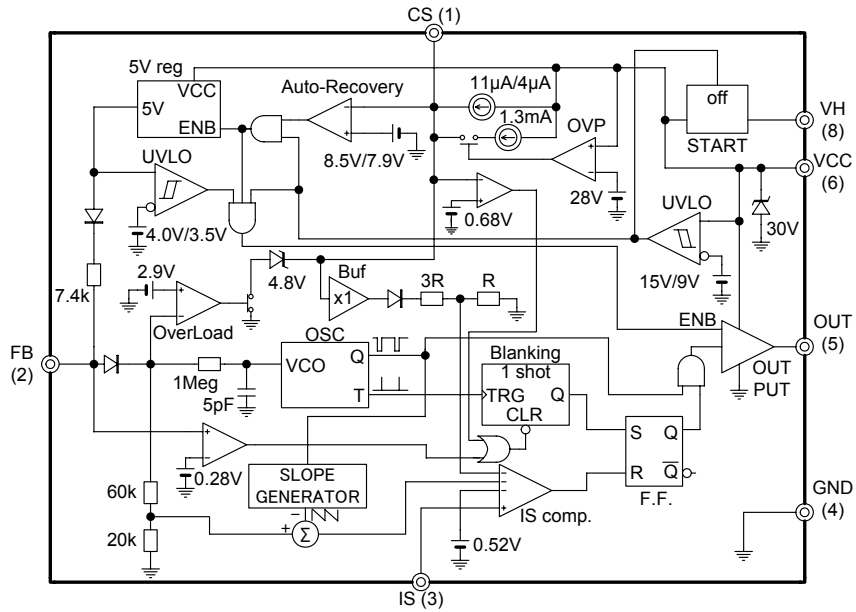 CS (1)
5V reg
VCC
5V
ENB
Auto-Recovery
8.5V/7.9V
11µA/4µA
1.3mA
OVP
28V
off
START
VH
(8)
VCC
(6)
UVLO
4.0V/3.5V
0.68V
UVLO
15V/9V
30V
2.9V
4.8V
7.4k
OverLoad
Buf
x1
3R
R
ENB
OUT
(5)
OUT
PUT
FB
(2)
1Meg
5pF
OSC
VCO
Q
T
Blanking
1 shot
TRG
Q
CLR
S
Q
R
Q
F.F.
0.28V
SLOPE
GENERATOR
60k
20k
−
+
Σ
IS comp.
0.52V
GND
(4)
IS (3)